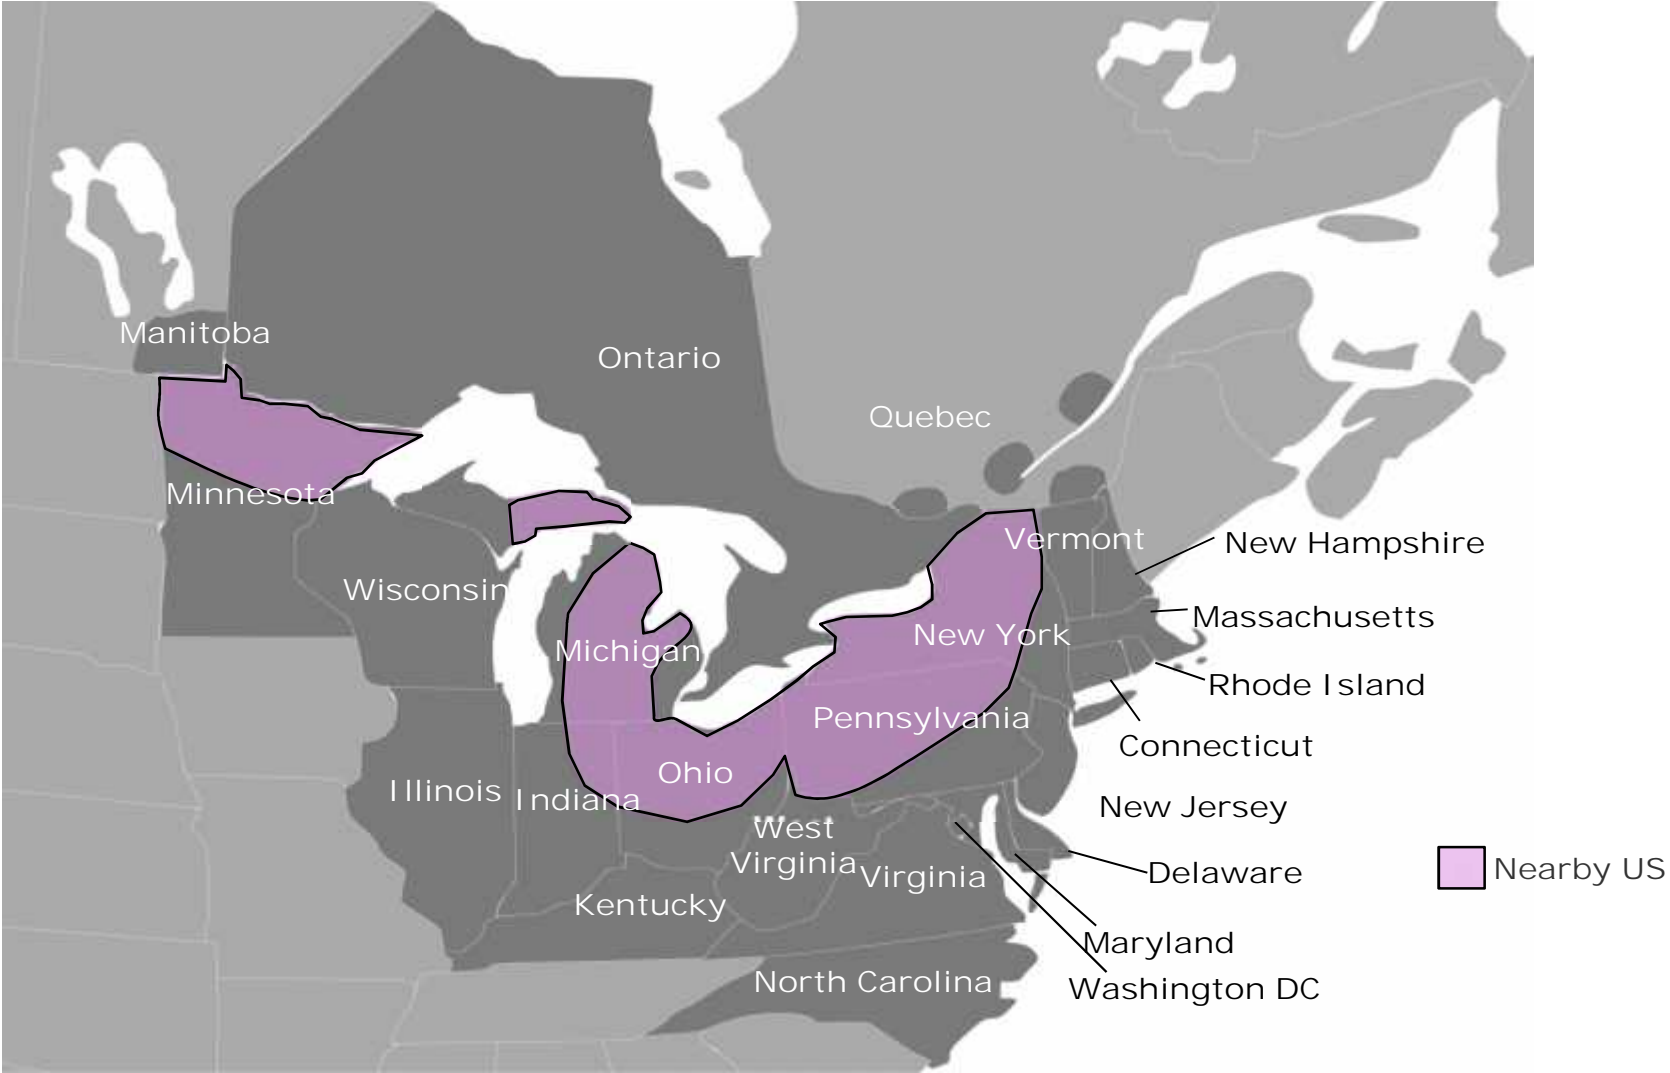 Manitoba
Ontario
Quebec
Minnesota
Vermont
New Hampshire
Wisconsin
Massachusetts
New York
Michigan
Rhode Island
Pennsylvania
Connecticut
Ohio
Illinois
Indiana
New Jersey
West
Virginia
Virginia
Delaware
Nearby US
Kentucky
Maryland
North Carolina
Washington DC